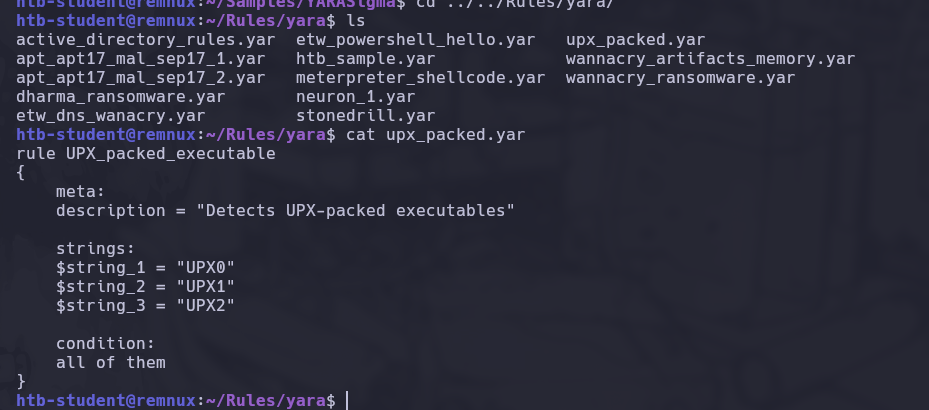 htb-student@remnux:~/Samples/YARASigma$ cd ../../Rules/yara/
htb-student@remnux:~/Rules/yara$ ls
active_directory_rules.yar  etw_powershell_hello.yar   upx_packed.yar
apt_apt17_mal_sep17_1.yar   htb_sample.yar             wannacry_artifacts_memory.yar
apt_apt17_mal_sep17_2.yar   meterpreter_shellcode.yar  wannacry_ransomware.yar
dharma_ransomware.yar       neuron_1.yar
etw_dns_wanacry.yar         stonedrill.yar
htb-student@remnux:~/Rules/yara$ cat upx_packed.yar
rule UPX_packed_executable
{
    meta:
    description = "Detects UPX-packed executables"

    strings:
    $string_1 = "UPX0"
    $string_2 = "UPX1"
    $string_3 = "UPX2"

    condition:
    all of them
}
htb-student@remnux:~/Rules/yara$